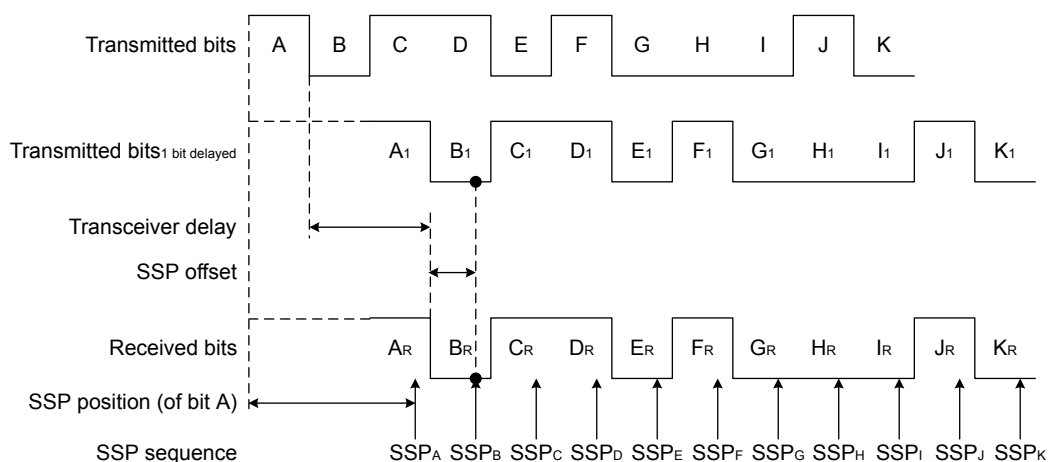 Transmitted bits A B C D E F G H I J K
Transmitted bits1 bit delayed A1 B1 C1 D1 E1 F1 G1 H1 I1 J1 K1
Transceiver delay
SSP offset
Received bits AR BR CR DR ER FR GR HR IR JR KR
SSP position (of bit A)
SSP sequence SSPA SSPB SSPC SSPD SSPE SSPF SSPG SSPH SSPI SSPJ SSPK